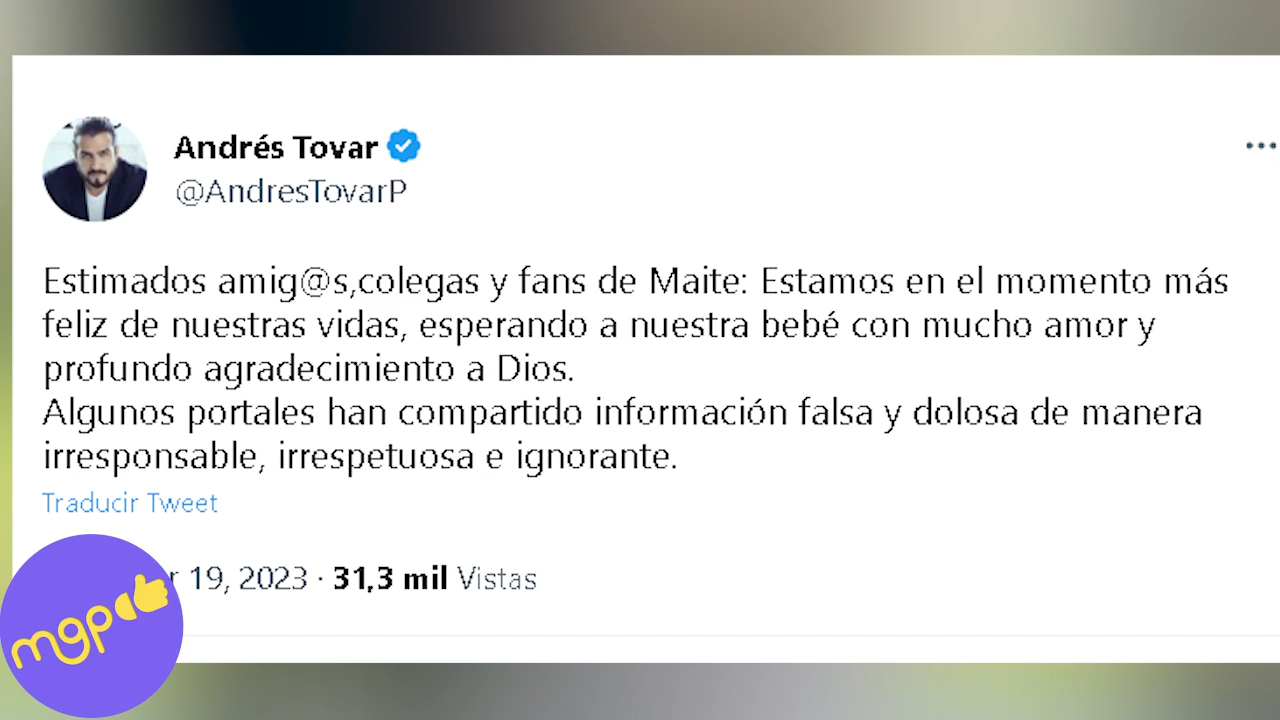 Andrés Tovar
@AndresTovarP
Estimados amig@s,colegas y fans de Maite: Estamos en el momento más
feliz de nuestras vidas, esperando a nuestra bebé con mucho amor y
profundo agradecimiento a Dios.
Algunos portales han compartido información falsa y dolosa de manera
irresponsable, irrespetuosa e ignorante.
Traducir Tweet
19, 2023 · 31,3 mil Vistas
mgp